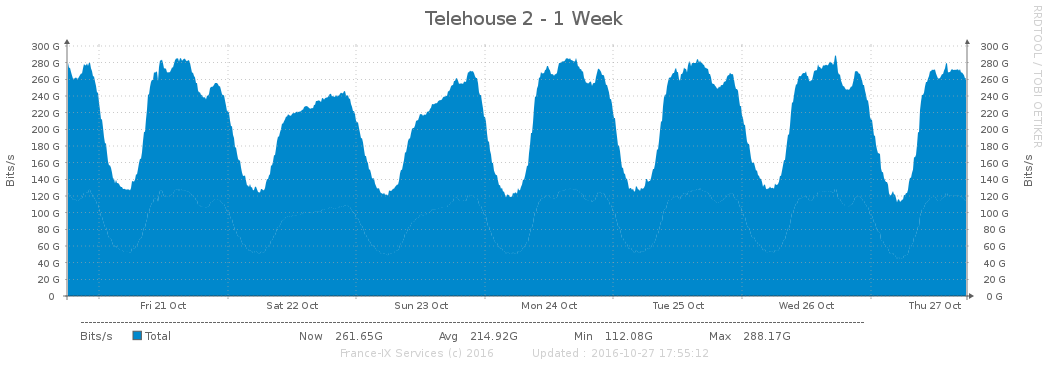 Telehouse 2 - 1 Week
RRDTOOL / TOBI OETIKER
Bits/s
300 G
280 G
260 G
240 G
220 G
200 G
180 G
160 G
140 G
120 G
100 G
80 G
60 G
40 G
20 G
0
300 G
280 G
260 G
240 G
220 G
200 G
180 G
160 G
140 G
120 G
100 G
80 G
60 G
40 G
20 G
0 G
Bits/s
Fri 21 Oct Sat 22 Oct Sun 23 Oct Mon 24 Oct Tue 25 Oct Wed 26 Oct Thu 27 Oct
Bits/s Total Now 261.65G Avg 214.92G Min 112.08G Max 288.17G
France-IX Services (c) 2016 Updated : 2016-10-27 17:55:12